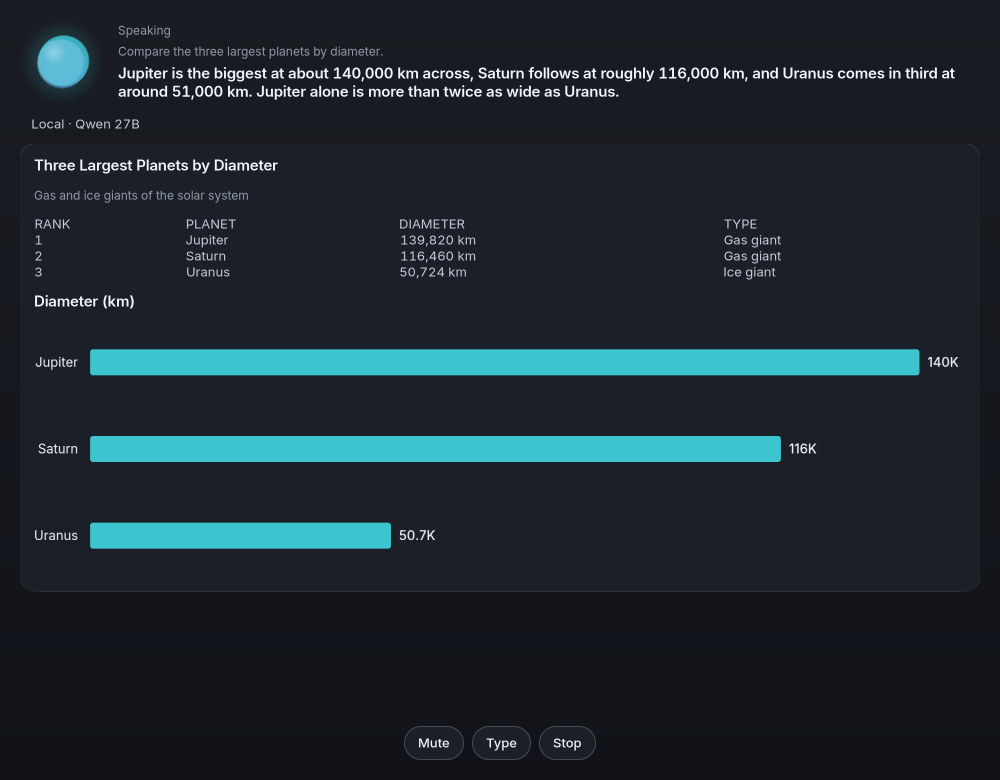 Speaking
Compare the three largest planets by diameter.
Jupiter is the biggest at about 140,000 km across, Saturn follows at roughly 116,000 km, and Uranus comes in third at
around 51,000 km. Jupiter alone is more than twice as wide as Uranus.
Local · Qwen 27B
Three Largest Planets by Diameter
Gas and ice giants of the solar system
RANK PLANET DIAMETER TYPE
1 Jupiter 139,820 km Gas giant
2 Saturn 116,460 km Gas giant
3 Uranus 50,724 km Ice giant
Diameter (km)
Jupiter 140K
Saturn 116K
Uranus 50.7K
Mute Type Stop